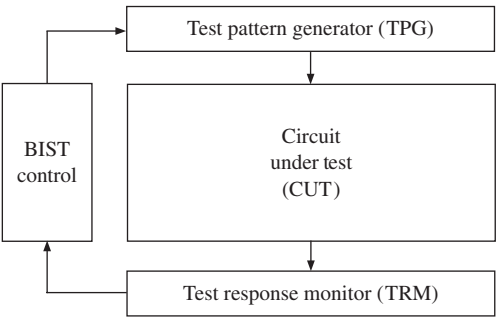 Test pattern generator (TPG)
BIST
control
Circuit
under test
(CUT)
Test response monitor (TRM)